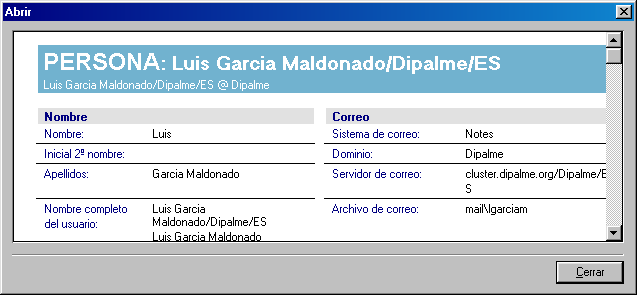 Abrir
PERSONA: Luis Garcia Maldonado/Dipalme/ES
Luis Garcia Maldonado/Dipalme/ES @ Dipalme
Nombre
Nombre: Luis
Inicial 2º nombre:
Apellidos: Garcia Maldonado
Nombre completo del usuario: Luis Garcia
Maldonado/Dipalme/ES
Luis Garcia Maldonado
Correo
Sistema de correo: Notes
Dominio: Dipalme
Servidor de correo: cluster.dipalme.org/Dipalme/E
S
Archivo de correo: mail\lgarciam
Cerrar